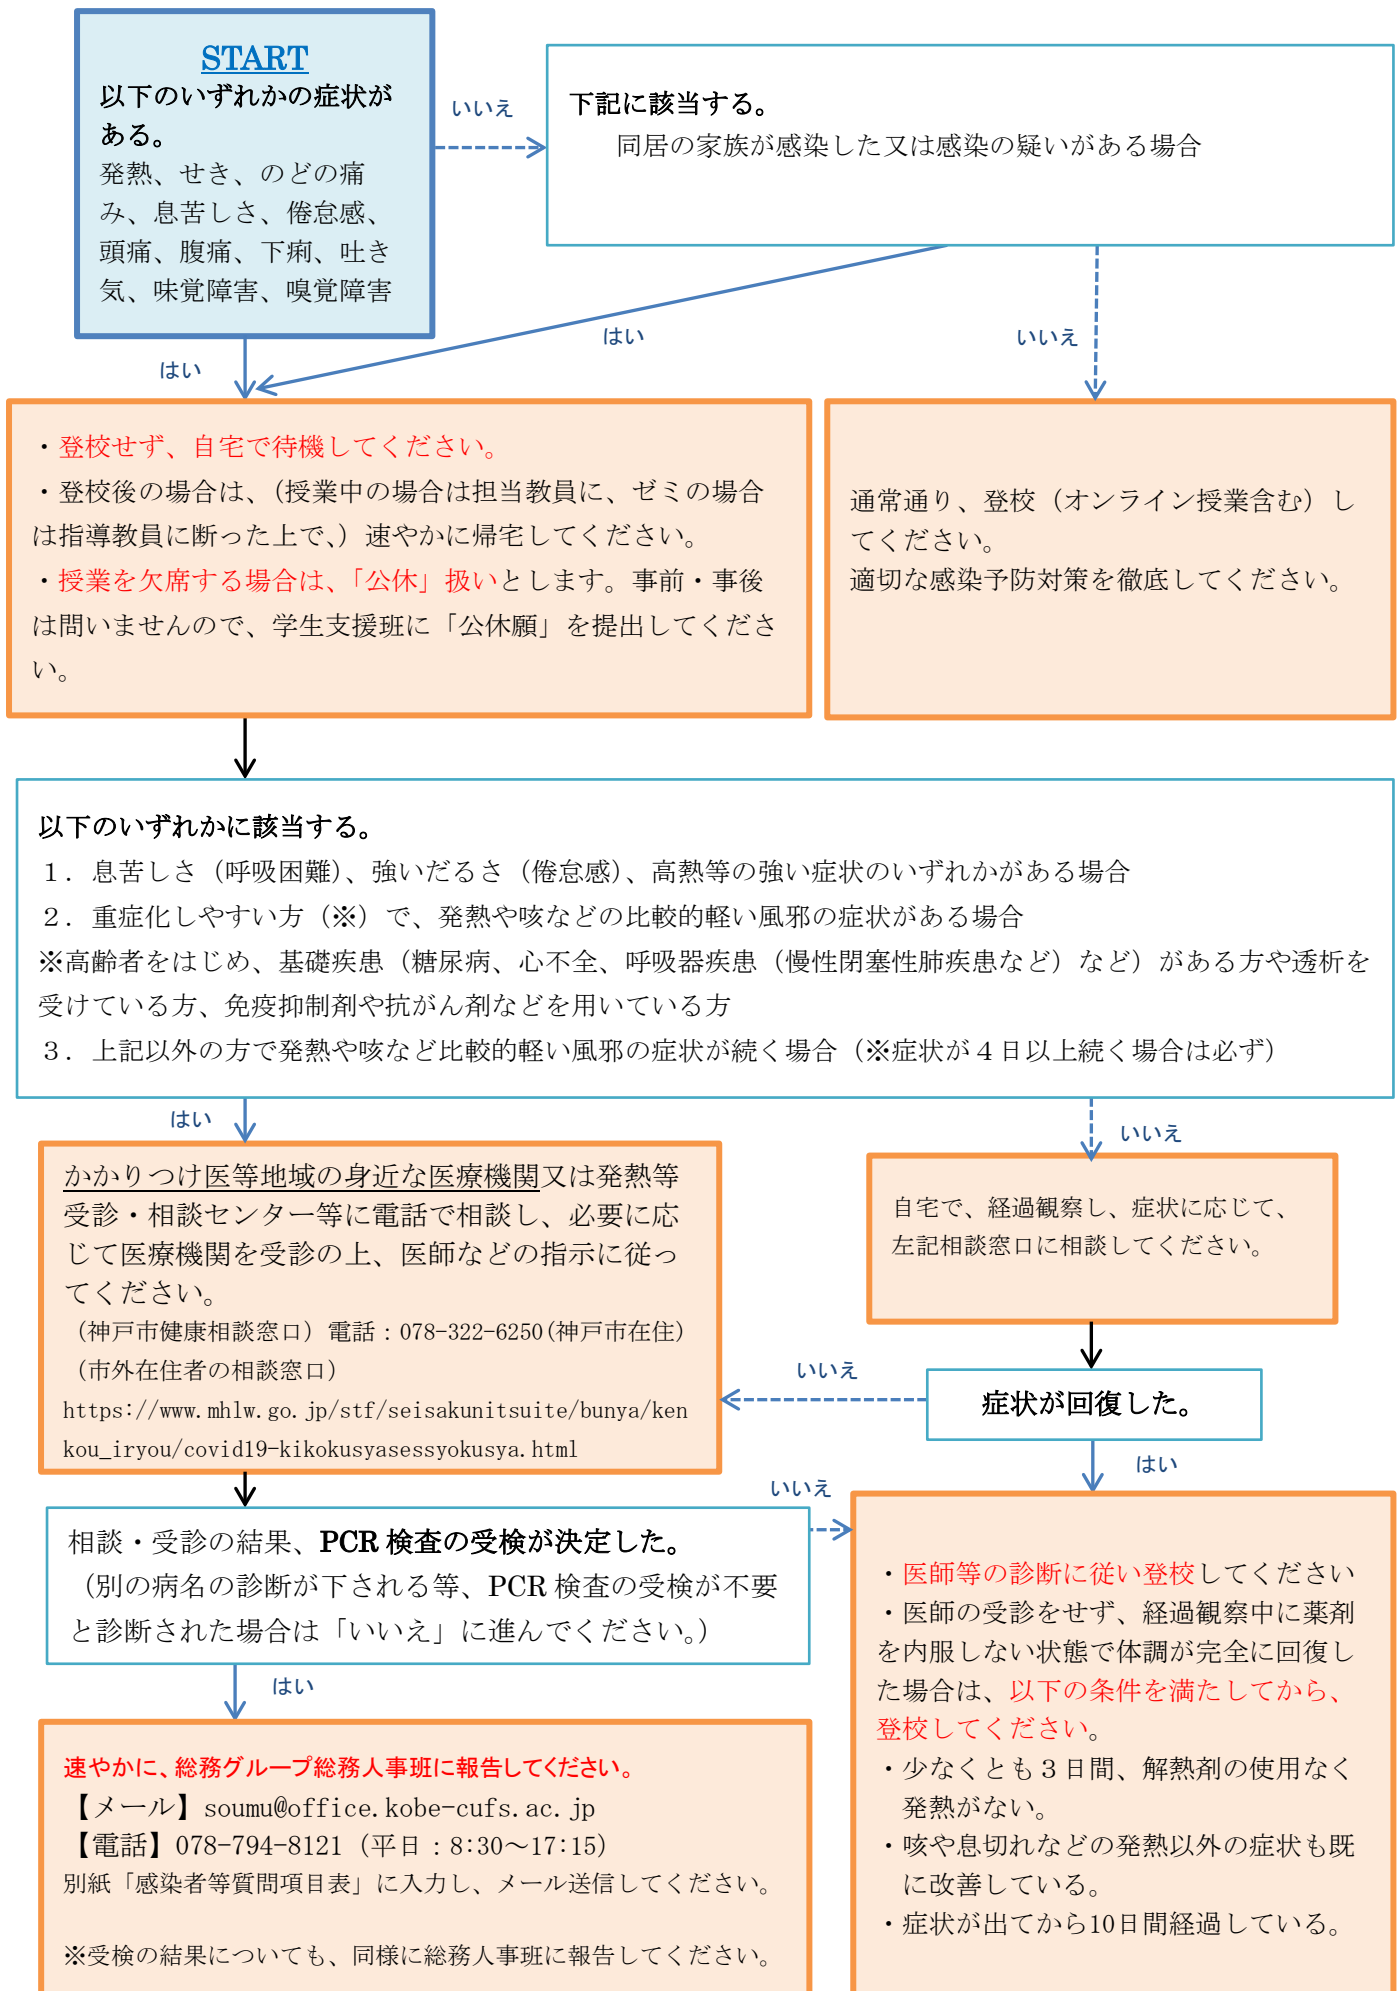 START
以下のいずれかの症状が
ある。
発熱、せき、のどの痛
み、息苦しさ、倦怠感、
頭痛、腹痛、下痢、吐き
気、味覚障害、嗅覚障害
いいえ
下記に該当する。
同居の家族が感染した又は感染の疑いがある場合
はい
はい
いいえ
・登校せず、自宅で待機してください。
・登校後の場合は、（授業中の場合は担当教員に、ゼミの場合
は指導教員に断った上で、）速やかに帰宅してください。
・授業を欠席する場合は、「公休」扱いとします。事前・事後
は問いませんので、学生支援班に「公休願」を提出してくださ
い。
通常通り、登校（オンライン授業含む）し
てください。
適切な感染予防対策を徹底してください。
以下のいずれかに該当する。
１．息苦しさ（呼吸困難）、強いだるさ（倦怠感）、高熱等の強い症状のいずれかがある場合
２．重症化しやすい方（※）で、発熱や咳などの比較的軽い風邪の症状がある場合
※高齢者をはじめ、基礎疾患（糖尿病、心不全、呼吸器疾患（慢性閉塞性肺疾患など）など）がある方や透析を
受けている方、免疫抑制剤や抗がん剤などを用いている方
３．上記以外の方で発熱や咳など比較的軽い風邪の症状が続く場合（※症状が４日以上続く場合は必ず）
はい
いいえ
かかりつけ医等地域の身近な医療機関又は発熱等
受診・相談センター等に電話で相談し、必要に応
じて医療機関を受診の上、医師などの指示に従っ
てください。
（神戸市健康相談窓口）電話：078-322-6250(神戸市在住)
（市外在住者の相談窓口）
https://www.mhlw.go.jp/stf/seisakunitsuite/bunya/ken
kou_iryou/covid19-kikokusyasessyokusya.html
自宅で、経過観察し、症状に応じて、
左記相談窓口に相談してください。
いいえ
症状が回復した。
はい
いいえ
相談・受診の結果、PCR 検査の受検が決定した。
（別の病名の診断が下される等、PCR 検査の受検が不要
と診断された場合は「いいえ」に進んでください。）
はい
速やかに、総務グループ総務人事班に報告してください。
【メール】soumu@office.kobe-cufs.ac.jp
【電話】078-794-8121（平日：8:30～17:15）
別紙「感染者等質問項目表」に入力し、メール送信してください。
※受検の結果についても、同様に総務人事班に報告してください。
・医師等の診断に従い登校してください
・医師の受診をせず、経過観察中に薬剤
を内服しない状態で体調が完全に回復し
た場合は、以下の条件を満たしてから、
登校してください。
・少なくとも３日間、解熱剤の使用なく
発熱がない。
・咳や息切れなどの発熱以外の症状も既
に改善している。
・症状が出てから10日間経過している。